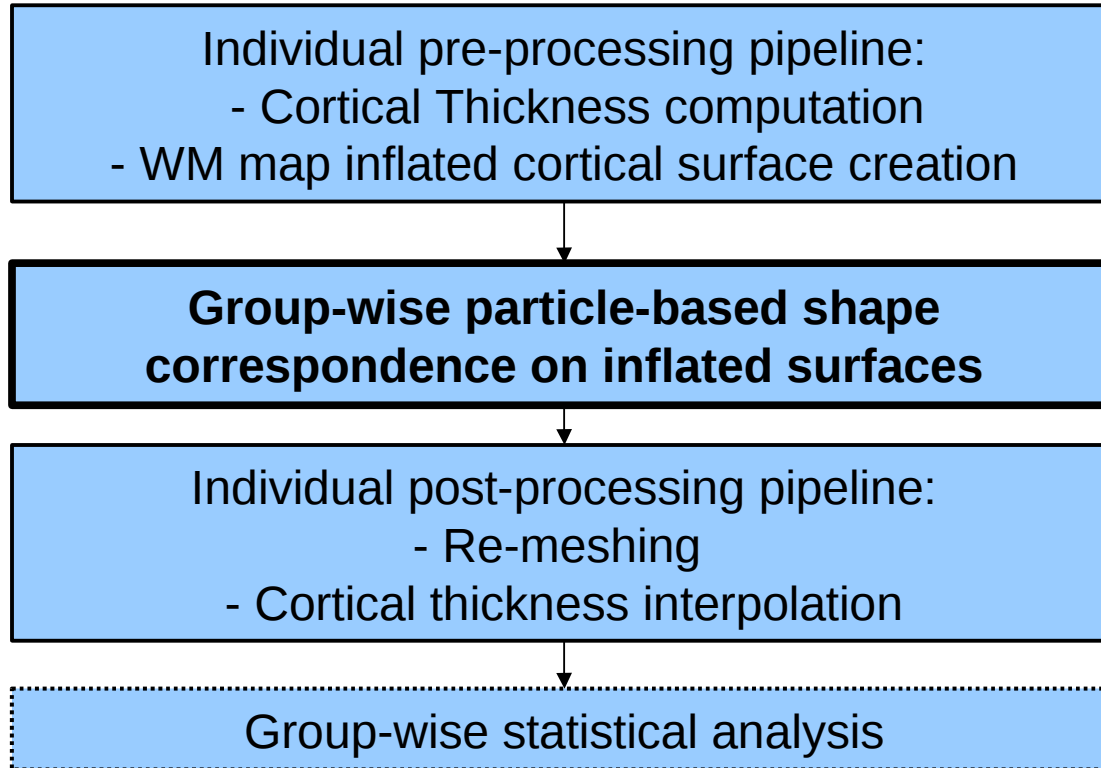 Individual pre-processing pipeline:
- Cortical Thickness computation
- WM map inflated cortical surface creation
Group-wise particle-based shape
correspondence on inflated surfaces
Individual post-processing pipeline:
- Re-meshing
- Cortical thickness interpolation
Group-wise statistical analysis